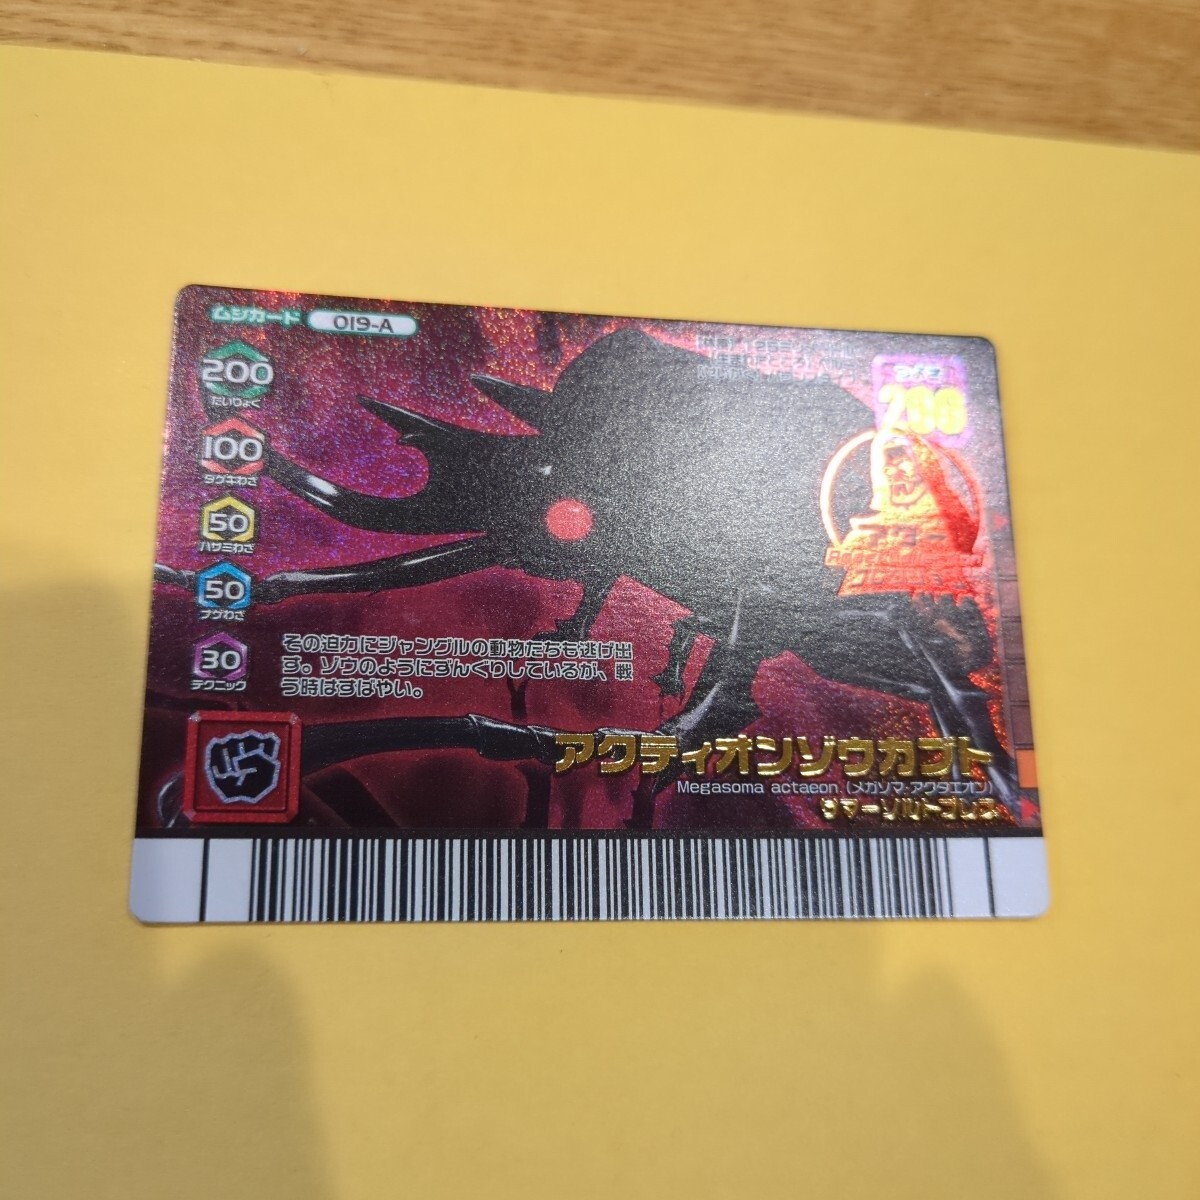 ムシカード 019-A
200
たいりょく
100
ダゲキわざ
50
ハサミわざ
50
ナゲわざ
30
テクニック
つよさ
200
その迫力にジャングルの動物たちも逃げ出
す。ゾウのようにずんぐりしているが、戦
う時はすばやい。
アクティオンゾウカブト
Megasoma actaeon (メガソマ・アクタエオン)
サマーソルトプレス